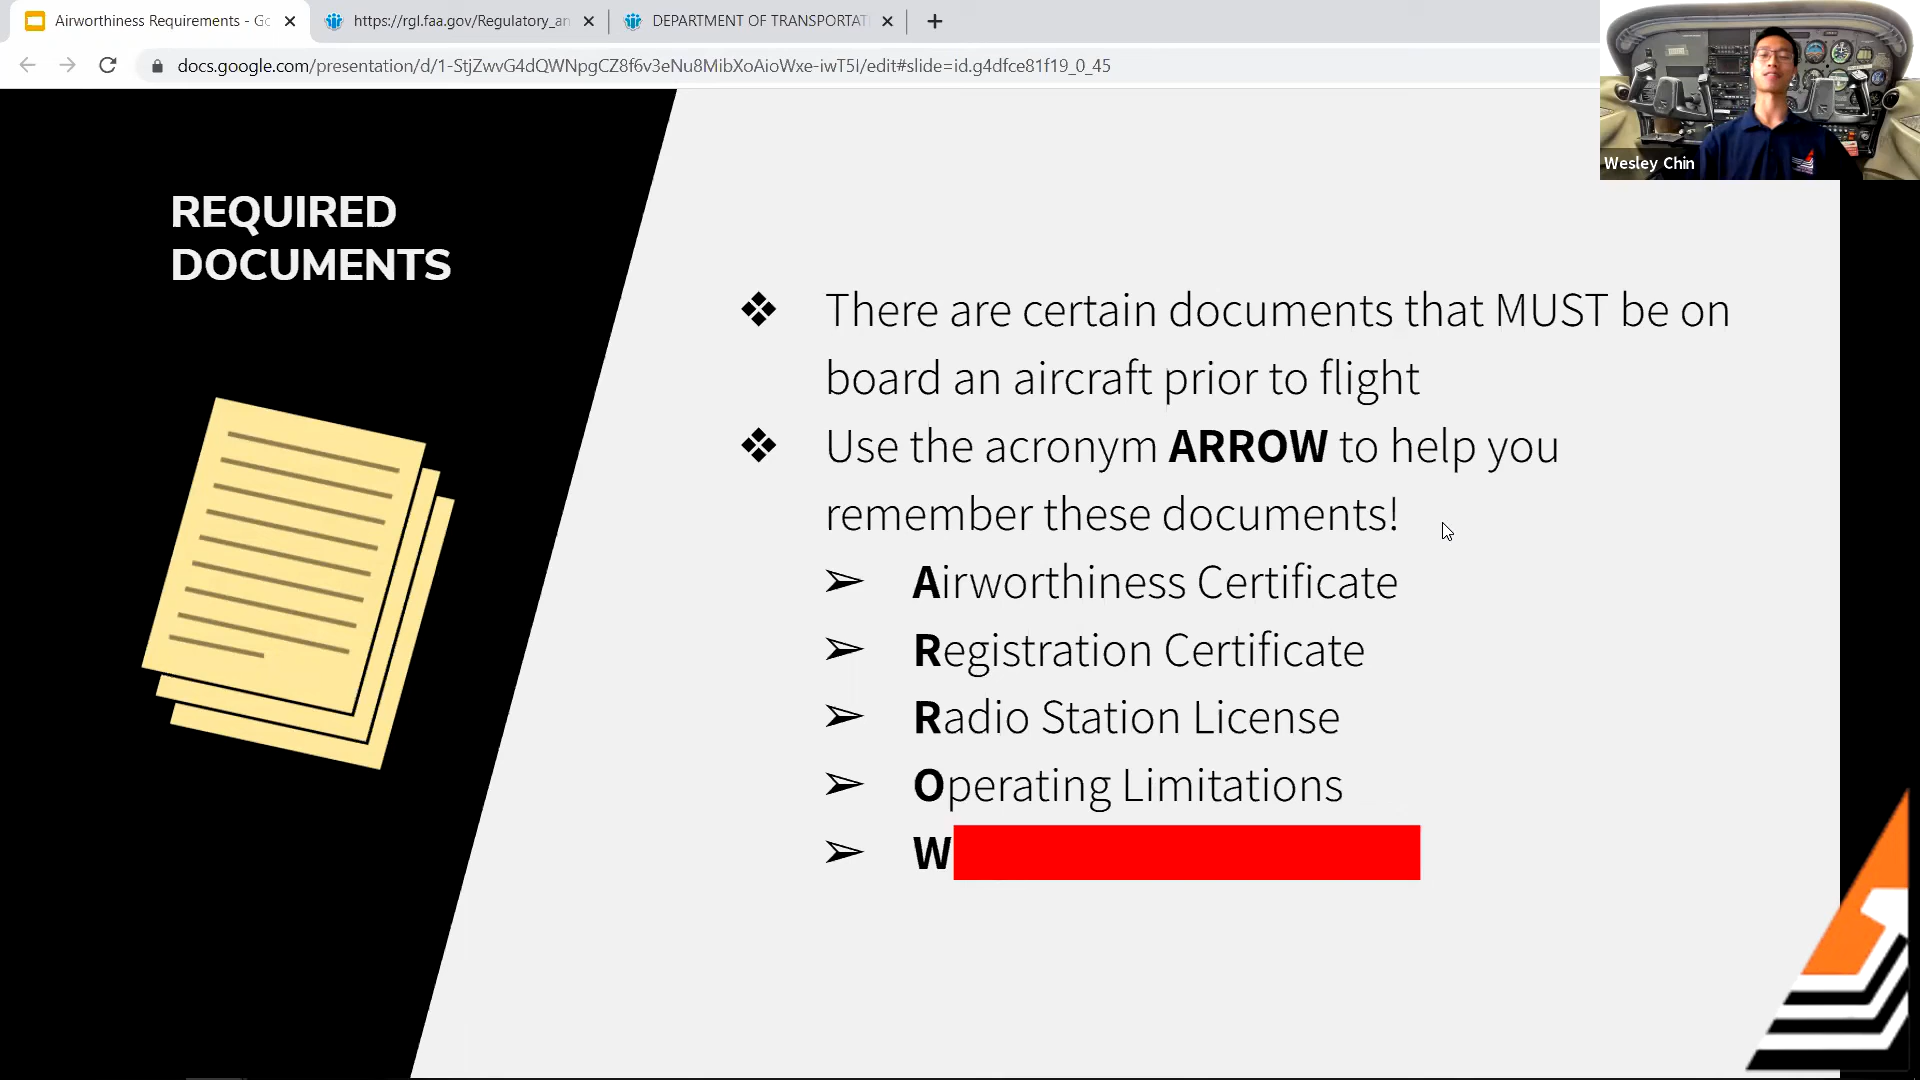 Airworthiness Requirements - Go
https://rgl.faa.gov/Regulatory_an
DEPARTMENT OF TRANSPORTAT
docs.google.com/presentation/d/1-StjZwvG4dQWNpgCZ8f6v3eNu8MibXoAioWxe-iwT5I/edit#slide=id.g4dfce81f19_0_45
Wesley Chin
REQUIRED
DOCUMENTS
❖ There are certain documents that MUST be on
board an aircraft prior to flight
❖ Use the acronym ARROW to help you
remember these documents!
➢ Airworthiness Certificate
➢ Registration Certificate
➢ Radio Station License
➢ Operating Limitations
➢ W